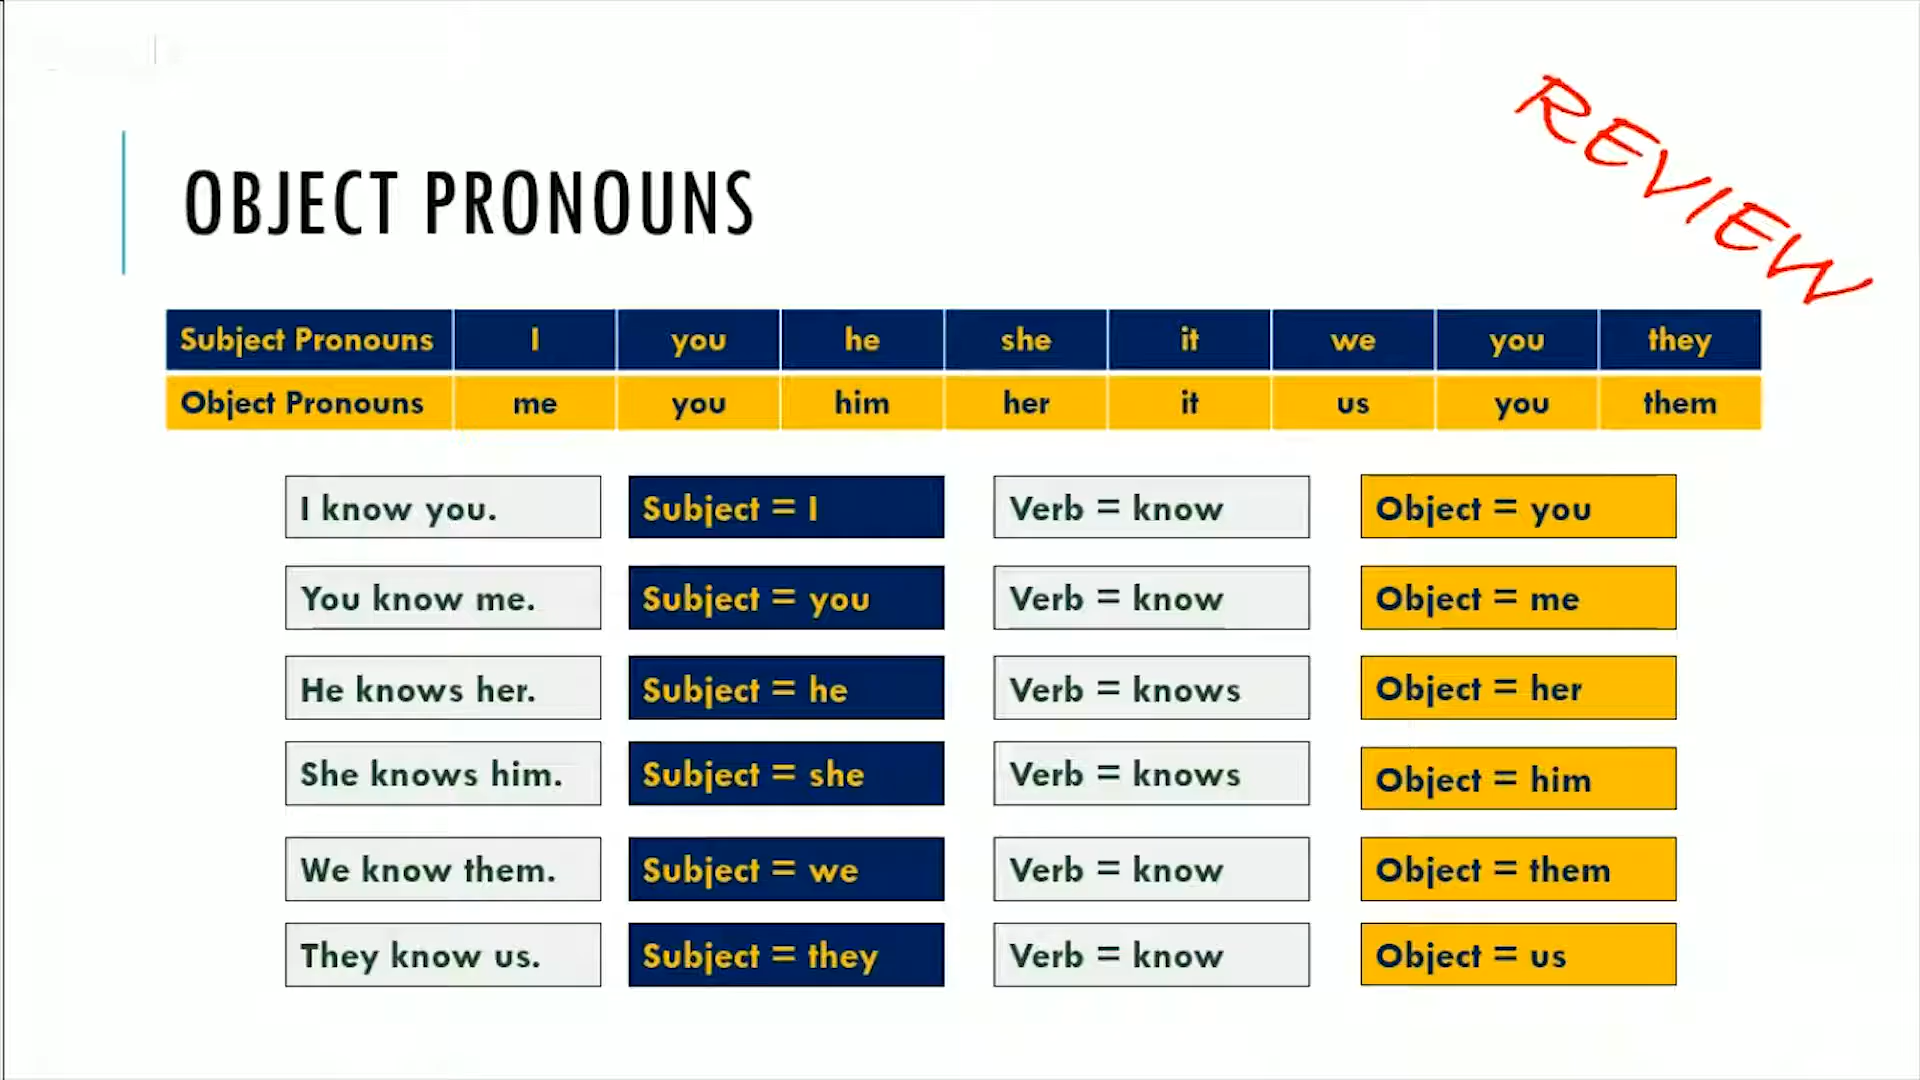 REVIEW
OBJECT PRONOUNS
Subject Pronouns I you he she it we you they
Object Pronouns me you him her it us you them
I know you. Subject = I Verb = know Object = you
You know me. Subject = you Verb = know Object = me
He knows her. Subject = he Verb = knows Object = her
She knows him. Subject = she Verb = knows Object = him
We know them. Subject = we Verb = know Object = them
They know us. Subject = they Verb = know Object = us